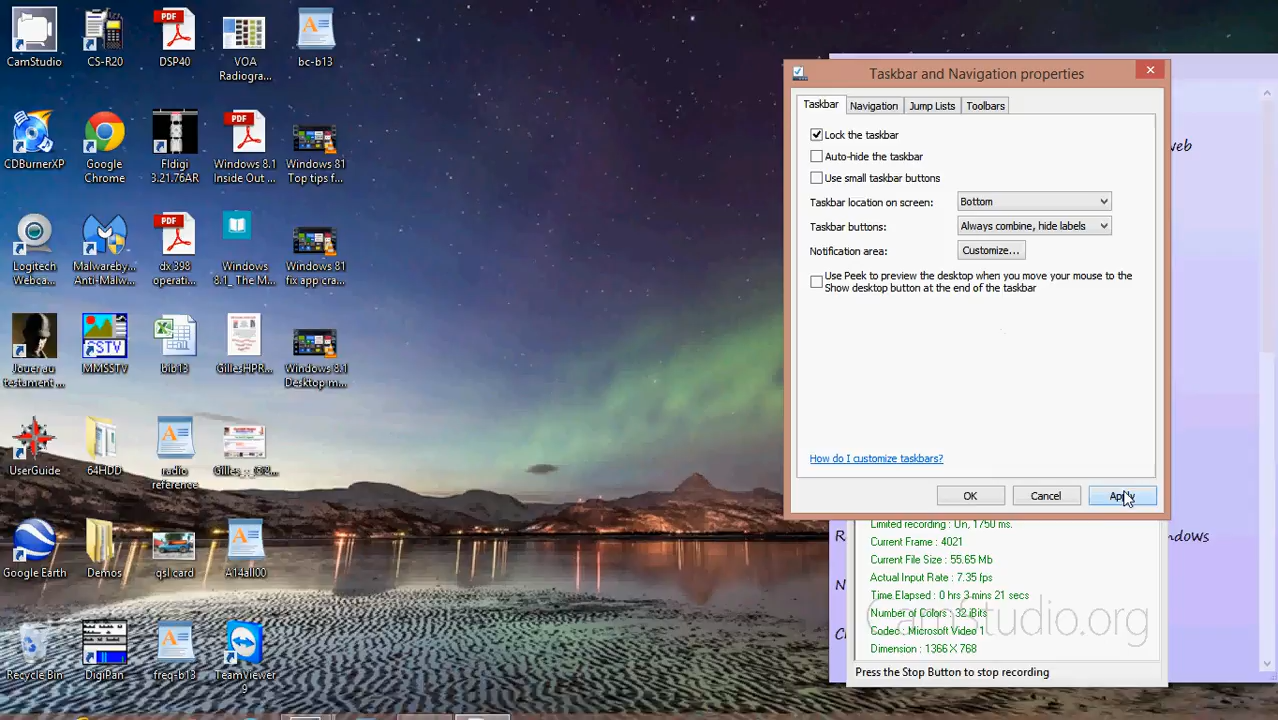 CamStudio
CS-R20
DSP40
VOA
Radiogra...
bc-b13
CDBurnerXP
Google
Chrome
Fldigi
3.21.76AR
Windows 8.1
Inside Out ...
Windows 81
Top tips f...
Logitech
Webca...
Malwareby...
Anti-Malw...
dx 398
operati...
Windows
8.1_ The M...
Windows 81
fix app cra...
Jouer au
testament ...
MMSSTV
bib13
GillesHPR...
Windows 8.1
Desktop m...
UserGuide
64HDD
radio
reference
Google Earth
Demos
qsl card
A14all00
Recycle Bin
DigiPan
freq-b13
TeamViewer
9
PDF
PDF
PDF
SSTV
Taskbar and Navigation properties
Taskbar
Navigation
Jump Lists
Toolbars
Lock the taskbar
Auto-hide the taskbar
Use small taskbar buttons
Taskbar location on screen:
Bottom
Taskbar buttons:
Always combine, hide labels
Notification area:
Customize...
Use Peek to preview the desktop when you move your mouse to the
Show desktop button at the end of the taskbar
How do I customize taskbars?
OK
Cancel
Apply
web
ndows
Limited recording : On, 1750 ms.
Current Frame : 4021
Current File Size : 55.65 Mb
Actual Input Rate : 7.35 fps
Time Elapsed : 0 hrs 3 mins 21 secs
Number of Colors : 32 Bits
Codec : Microsoft Video 1
Dimension : 1366 X 768
CamStudio.org
Press the Stop Button to stop recording